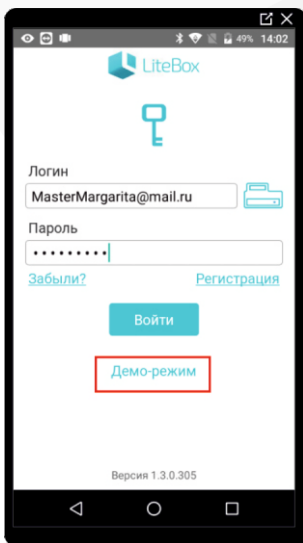 49% 14:02
LiteBox
Логин
MasterMargarita@mail.ru
Пароль
•••••••••
Забыли? Регистрация
Войти
Демо-режим
Версия 1.3.0.305